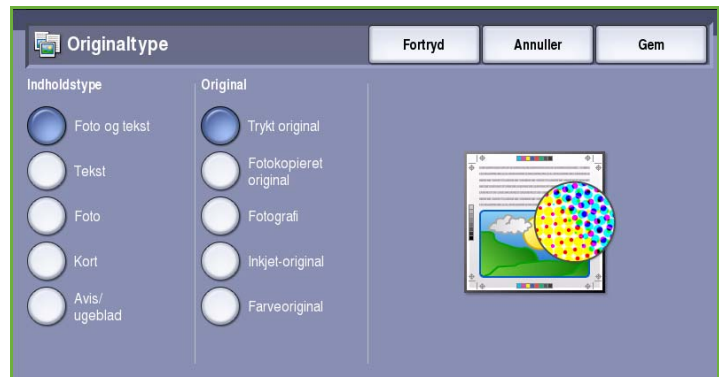 Originaltype
Fortryd
Annuller
Gem
Indholdstype
Foto og tekst
Tekst
Foto
Kort
Avis/
ugeblad
Original
Trykt original
Fotokopieret
original
Fotografi
Inkjet-original
Farveoriginal